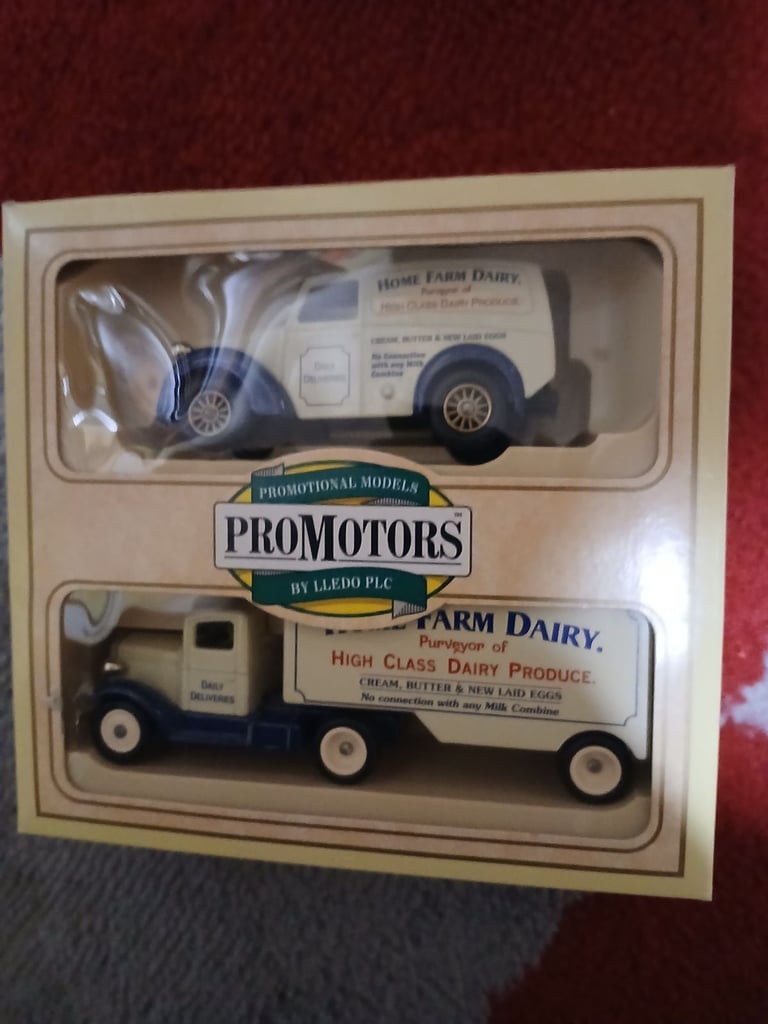 HOME FARM DAIRY.
Purveyor of
HIGH CLASS DAIRY PRODUCE.
CREAM, BUTTER & NEW LAID EGGS
No Connection
with any Milk
Combine
DAILY
DELIVERIES
PROMOTIONAL MODELS
PROMOTORS™
BY LLEDO PLC
HOME FARM DAIRY.
Purveyor of
HIGH CLASS DAIRY PRODUCE.
CREAM, BUTTER & NEW LAID EGGS
No connection with any Milk Combine
DAILY
DELIVERIES